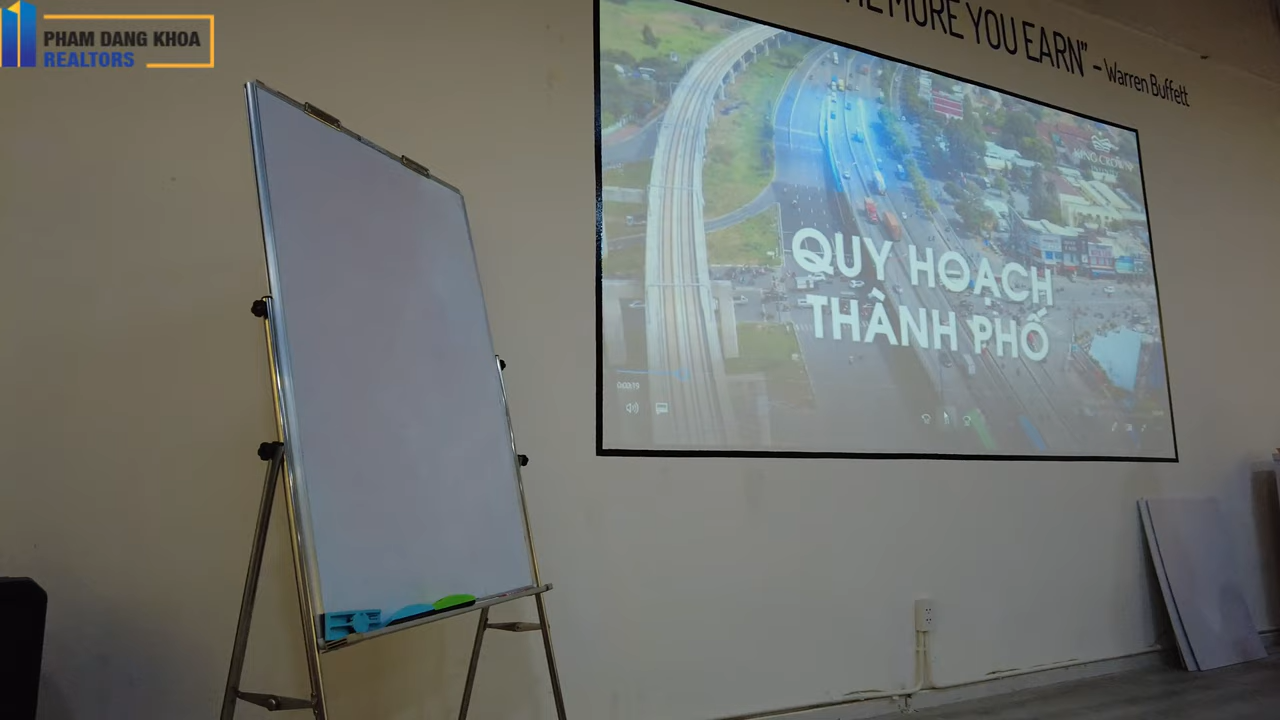 PHAM DANG KHOA
REALTORS
MORE YOU EARN” – Warren Buffett
QUY HOẠCH
THÀNH PHỐ